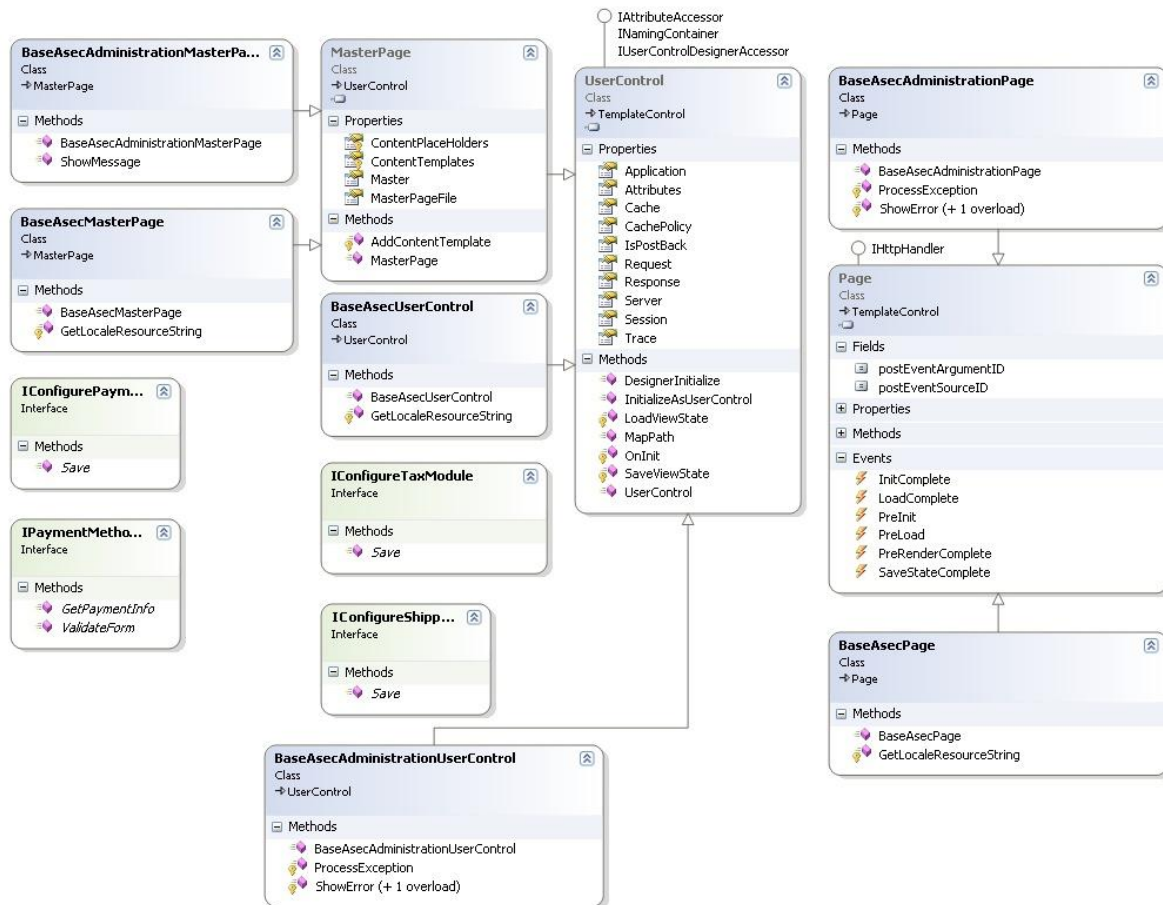 IAttributeAccessor
INamingContainer
IUserControlDesignerAccessor
BaseAsecAdministrationMasterPa...
Class
MasterPage
Methods
BaseAsecAdministrationMasterPage
ShowMessage
BaseAsecMasterPage
Class
MasterPage
Methods
BaseAsecMasterPage
GetLocaleResourceString
IConfigurePaym...
Interface
Methods
Save
IPaymentMetho...
Interface
Methods
GetPaymentInfo
ValidateForm
MasterPage
Class
UserControl
Properties
ContentPlaceHolders
ContentTemplates
Master
MasterPageFile
Methods
AddContentTemplate
MasterPage
BaseAsecUserControl
Class
UserControl
Methods
BaseAsecUserControl
GetLocaleResourceString
IConfigureTaxModule
Interface
Methods
Save
IConfigureShipp...
Interface
Methods
Save
BaseAsecAdministrationUserControl
Class
UserControl
Methods
BaseAsecAdministrationUserControl
ProcessException
ShowError (+ 1 overload)
UserControl
Class
TemplateControl
Properties
Application
Attributes
Cache
CachePolicy
IsPostBack
Request
Response
Server
Session
Trace
Methods
DesignerInitialize
InitializeAsUserControl
LoadViewState
MapPath
OnInit
SaveViewState
UserControl
BaseAsecAdministrationPage
Class
Page
Methods
BaseAsecAdministrationPage
ProcessException
ShowError (+ 1 overload)
IHttpHandler
Page
Class
TemplateControl
Fields
postEventArgumentID
postEventSourceID
Properties
Methods
Events
InitComplete
LoadComplete
PreInit
PreLoad
PreRenderComplete
SaveStateComplete
BaseAsecPage
Class
Page
Methods
BaseAsecPage
GetLocaleResourceString